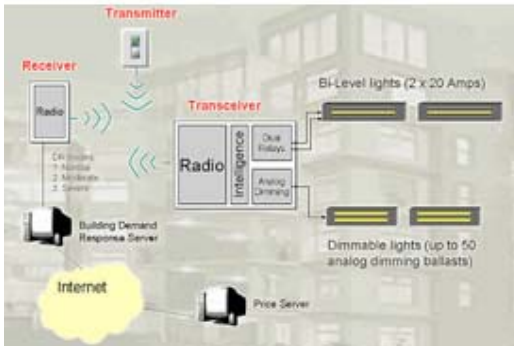 Transmitter
Receiver
Radio
Transceiver
Radio
Intelligence
Dual
Relays
Analog
Dimming
Bi-Level lights (2 x 20 Amps)
Dimmable lights (up to 50
analog dimming ballasts)
DR
1. Normal
2. Moderate
3. Severe
Building Demand
Response Server
Internet
Price Server